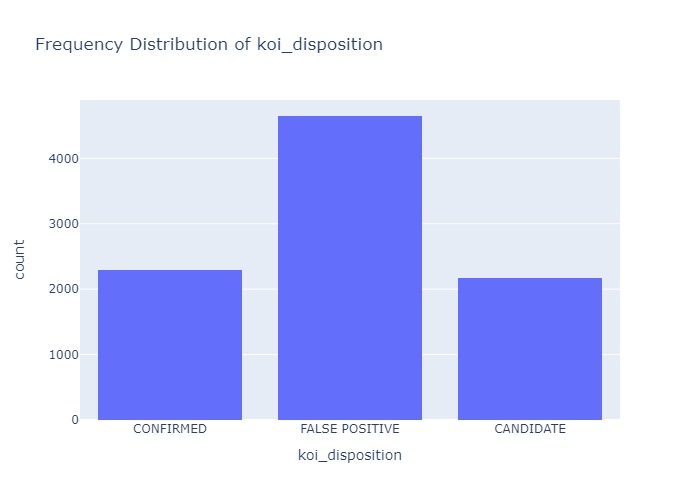 Frequency Distribution of koi_disposition
count
4000
3000
2000
1000
0
CONFIRMED FALSE POSITIVE CANDIDATE
koi_disposition